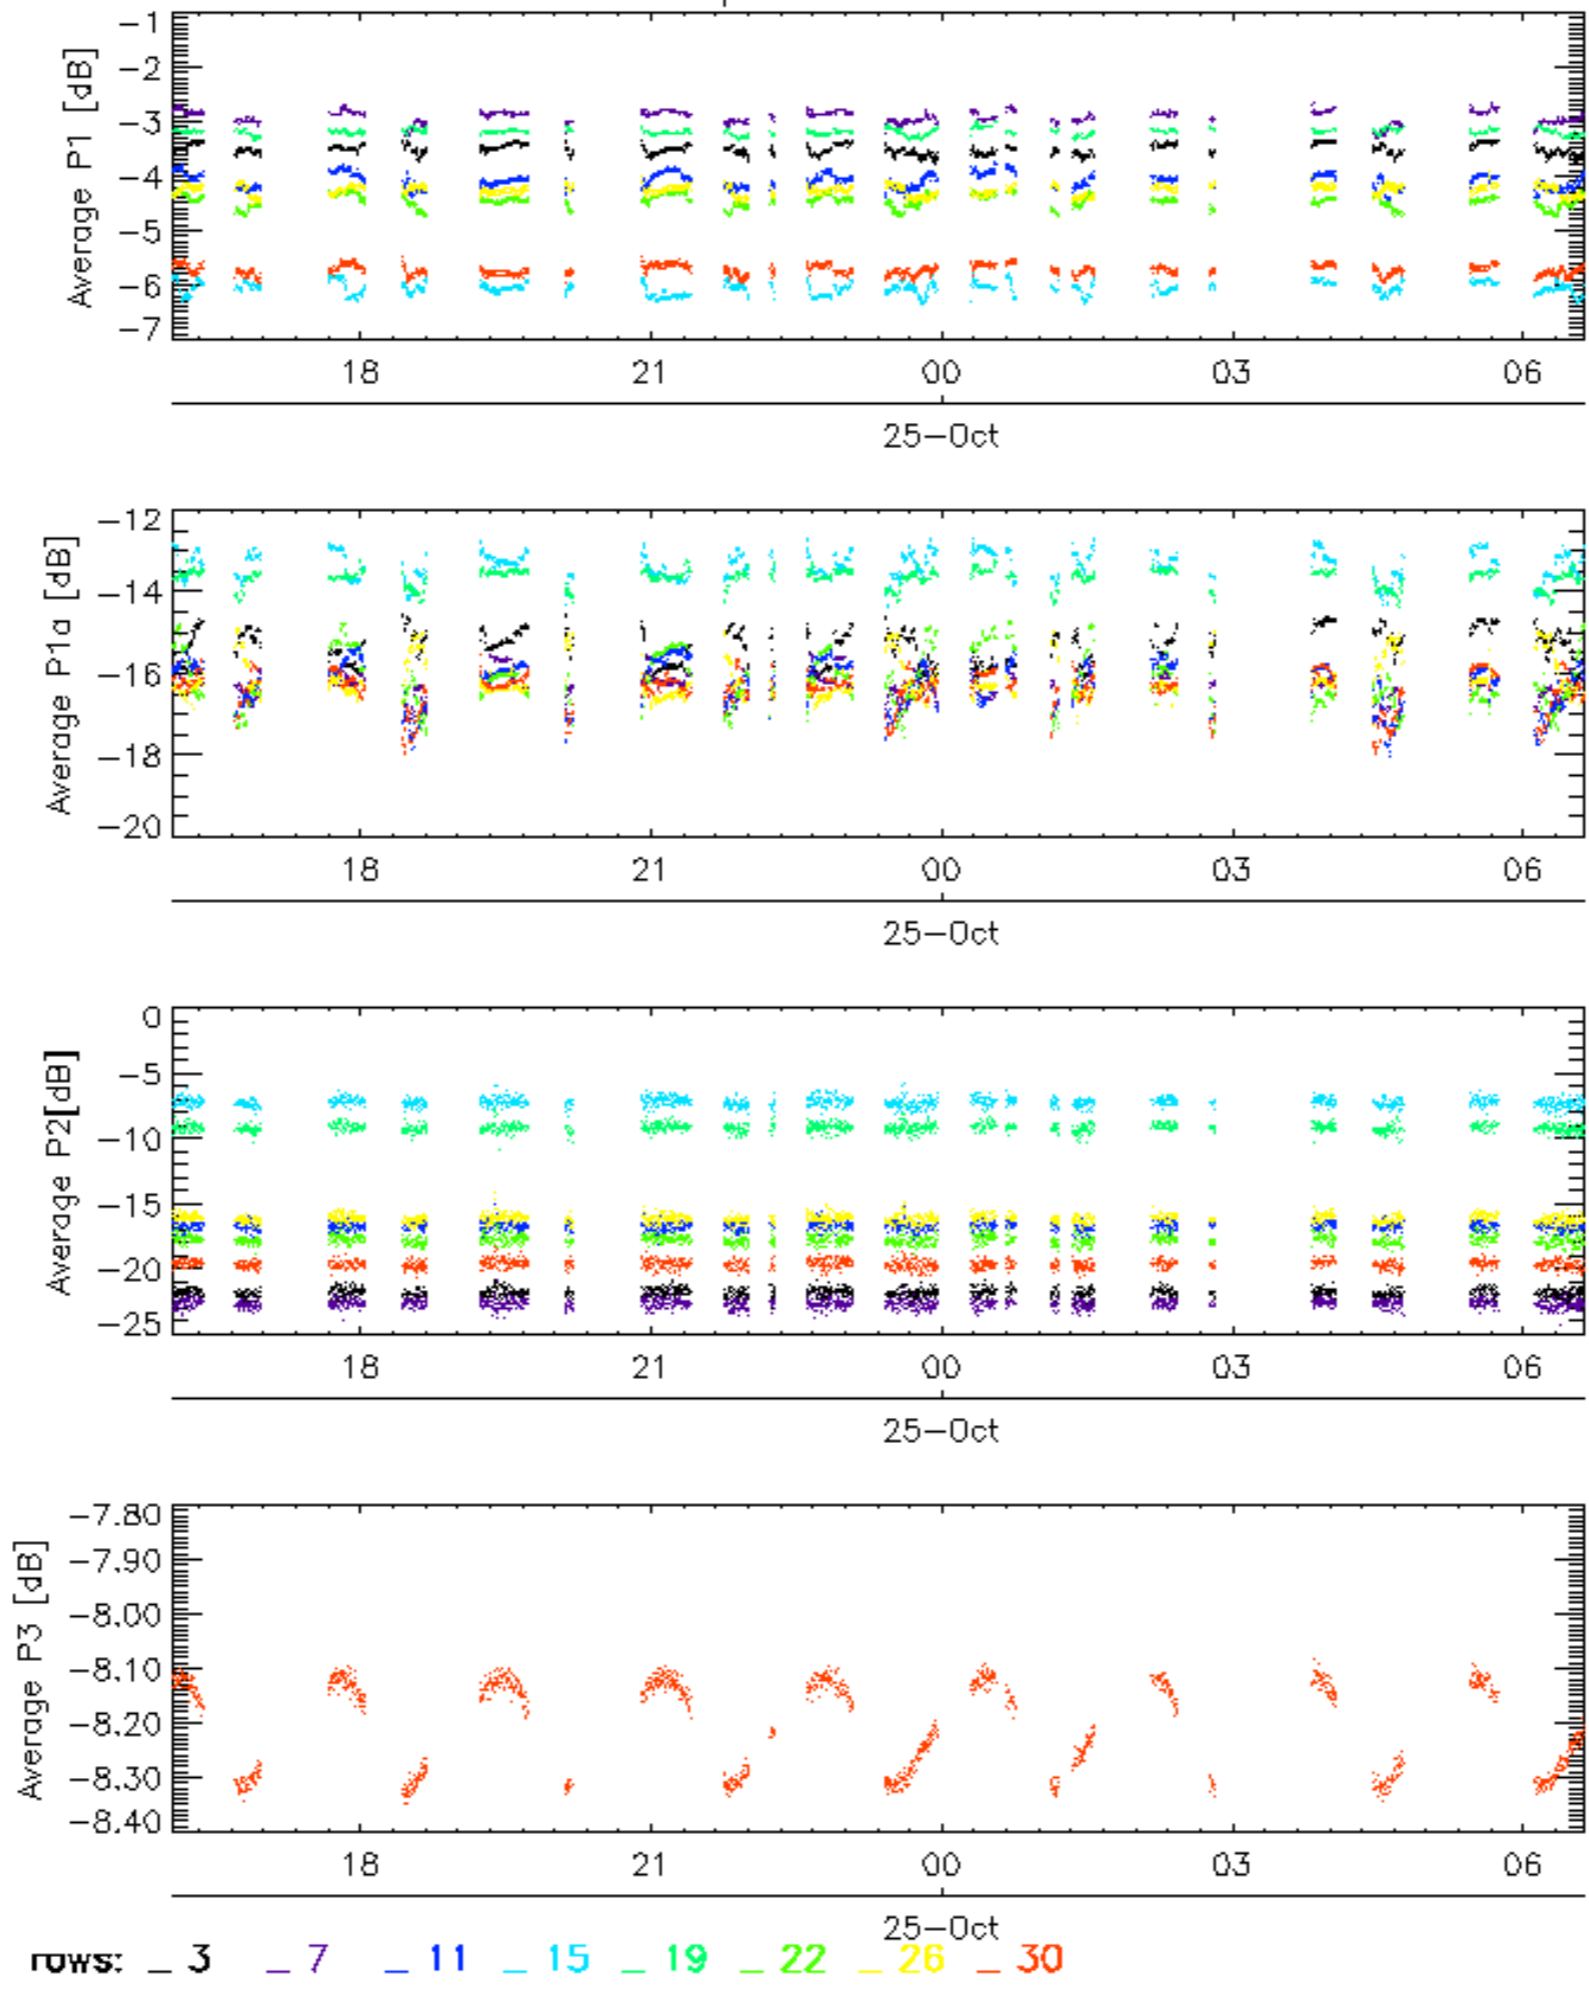 Average P1 [dB]
-1
-2
-3
-4
-5
-6
-7
18 21 00 03 06
25-Oct
Average P1a [dB]
-12
-14
-16
-18
-20
18 21 00 03 06
25-Oct
Average P2[dB]
0
-5
-10
-15
-20
-25
18 21 00 03 06
25-Oct
Average P3 [dB]
-7.80
-7.90
-8.00
-8.10
-8.20
-8.30
-8.40
18 21 00 03 06
25-Oct
rows: _ 3 _ 7 _ 11 _ 15 _ 19 _ 22 _ 26 _ 30